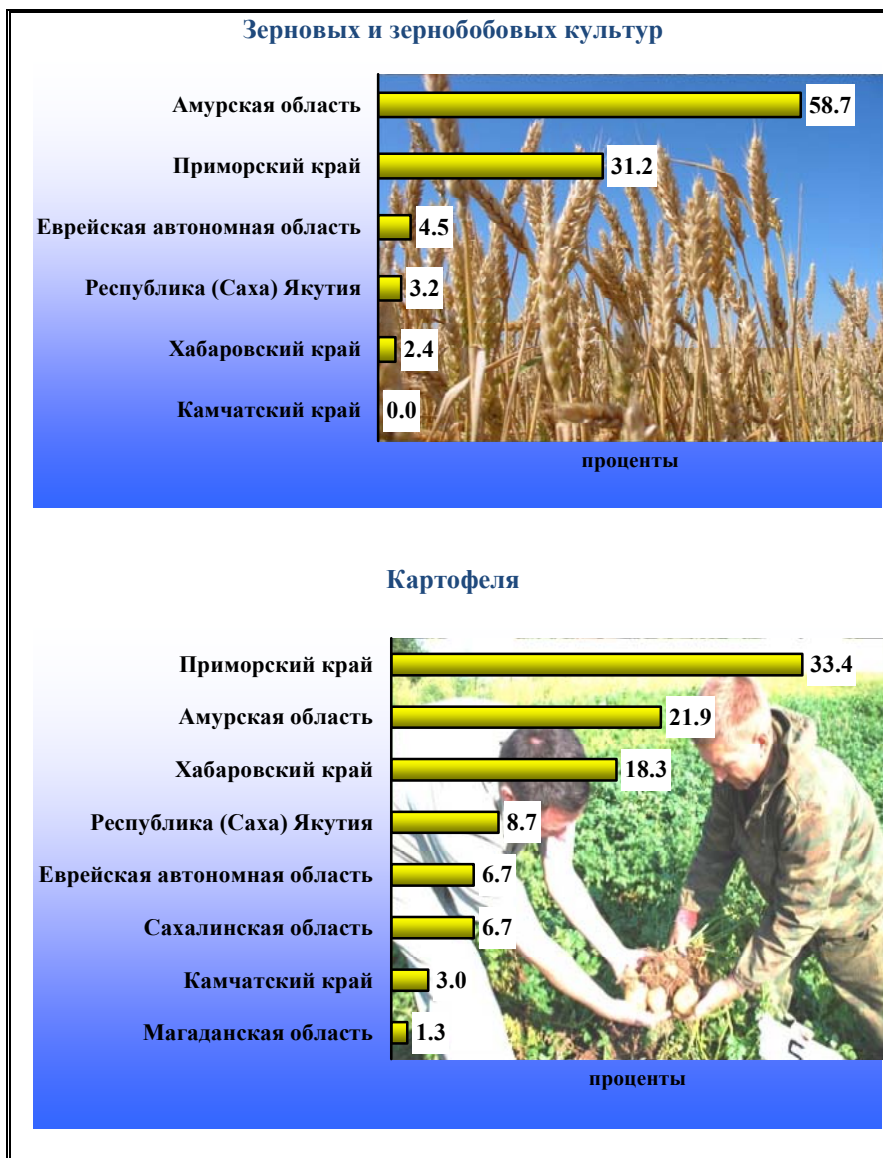 Зерновых и зернобобовых культур
Амурская область 58.7
Приморский край 31.2
Еврейская автономная область 4.5
Республика (Саха) Якутия 3.2
Хабаровский край 2.4
Камчатский край 0.0
проценты
Картофеля
Приморский край 33.4
Амурская область 21.9
Хабаровский край 18.3
Республика (Саха) Якутия 8.7
Еврейская автономная область 6.7
Сахалинская область 6.7
Камчатский край 3.0
Магаданская область 1.3
проценты